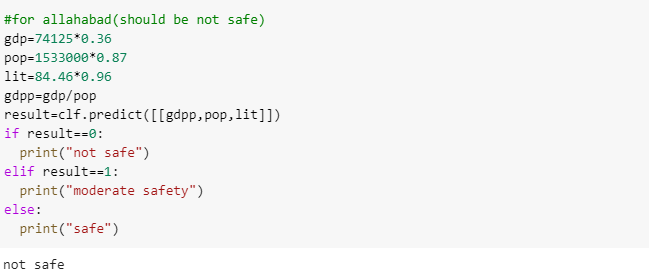 #for allahabad(should be not safe)
gdp=74125*0.36
pop=1533000*0.87
lit=84.46*0.96
gdpp=gdp/pop
result=clf.predict([[gdpp,pop,lit]])
if result==0:
  print("not safe")
elif result==1:
  print("moderate safety")
else:
  print("safe")
not safe